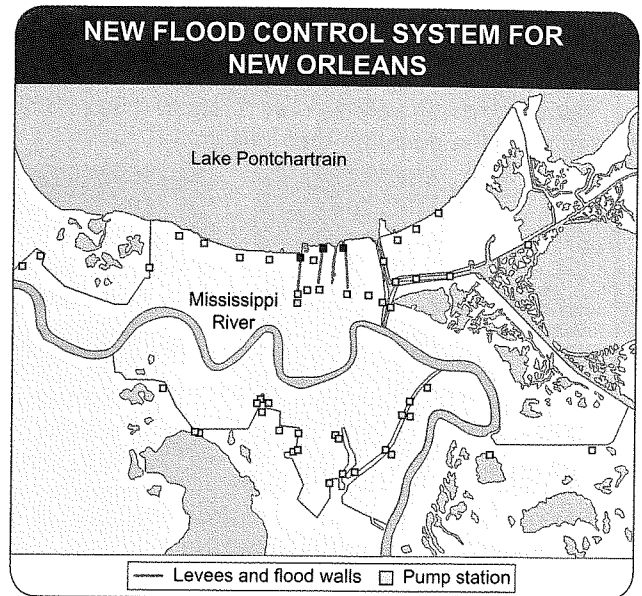 NEW FLOOD CONTROL SYSTEM FOR
NEW ORLEANS
Lake Pontchartrain
Mississippi
River
Levees and flood walls
Pump station